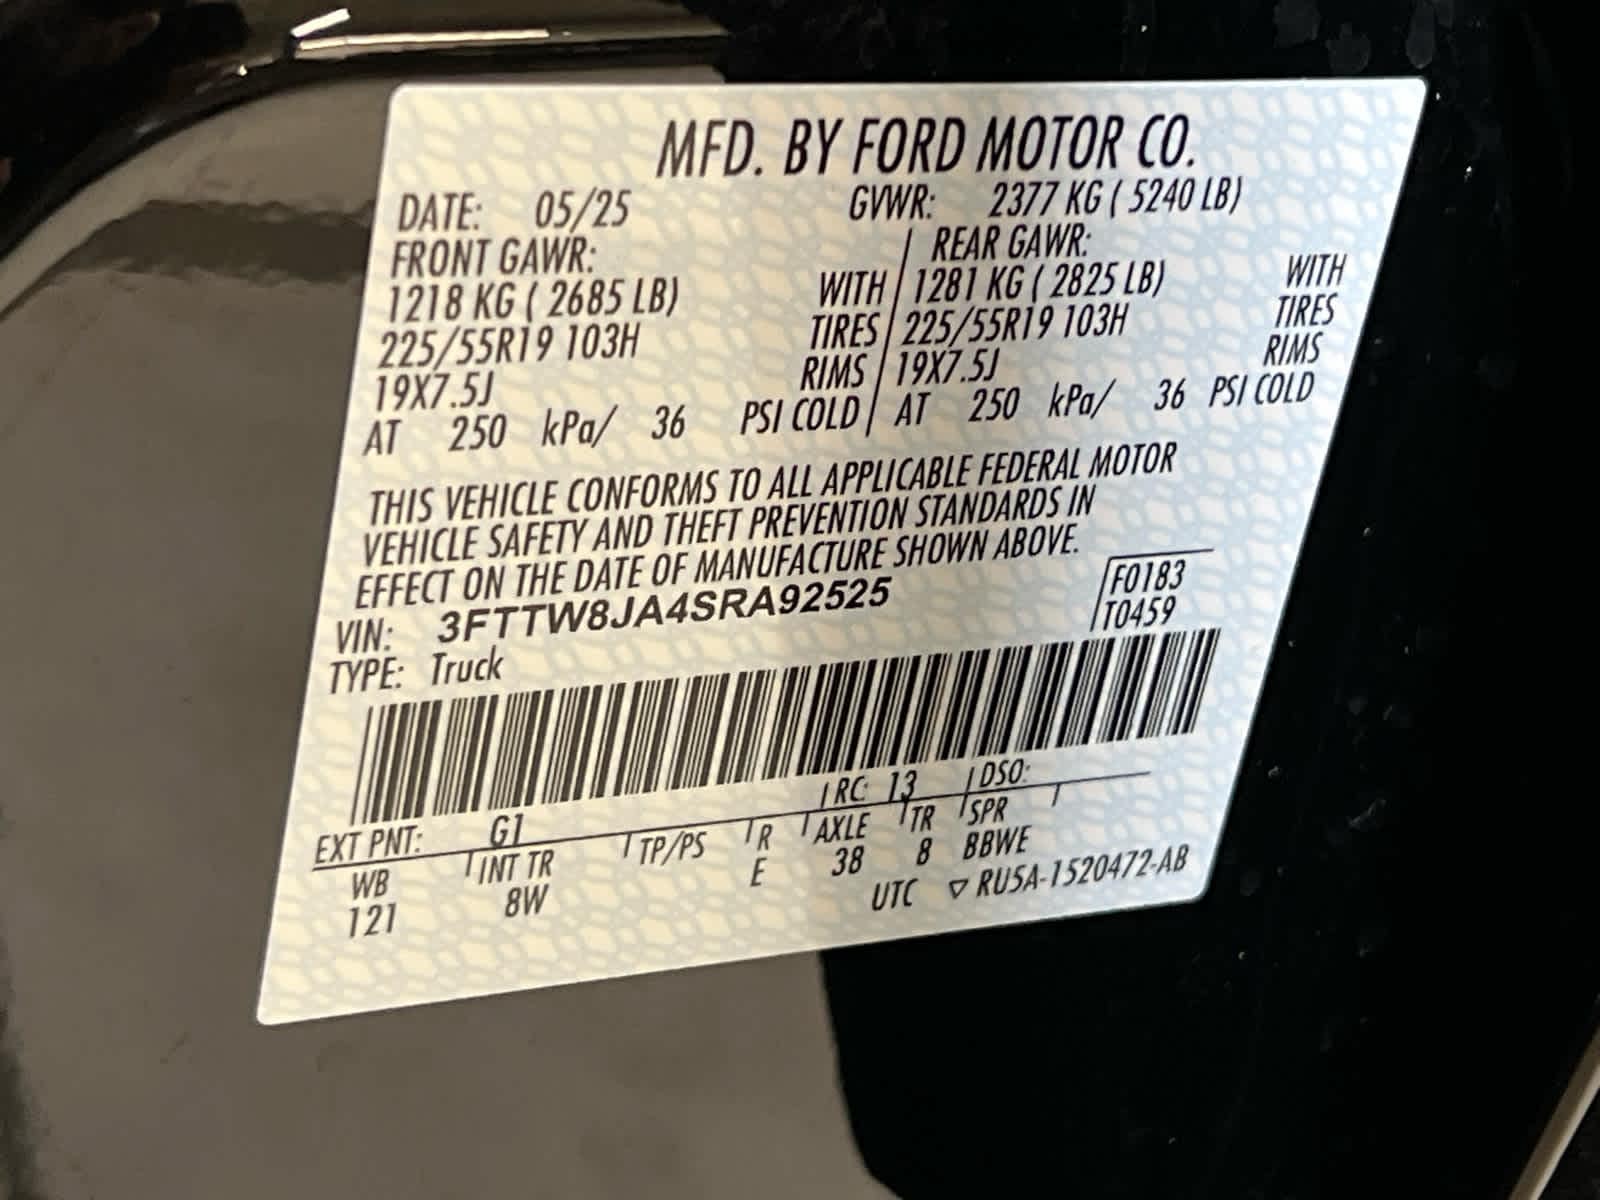 MFD. BY FORD MOTOR CO.
DATE: 05/25 GVWR: 2377 KG ( 5240 LB)
FRONT GAWR: REAR GAWR:
1218 KG ( 2685 LB) WITH 1281 KG ( 2825 LB) WITH
225/55R19 103H TIRES 225/55R19 103H TIRES
19X7.5J RIMS 19X7.5J RIMS
AT 250 kPa/ 36 PSI COLD AT 250 kPa/ 36 PSI COLD
THIS VEHICLE CONFORMS TO ALL APPLICABLE FEDERAL MOTOR
VEHICLE SAFETY AND THEFT PREVENTION STANDARDS IN
EFFECT ON THE DATE OF MANUFACTURE SHOWN ABOVE.
VIN: 3FTTW8JA4SRA92525 F0183
TYPE: Truck T0459
EXT PNT: G1 RC: 13 DSO:
WB INT TR TP/PS R AXLE TR SPR
121 8W E 38 8 BBWE
UTC ▽ RU5A-1520472-AB